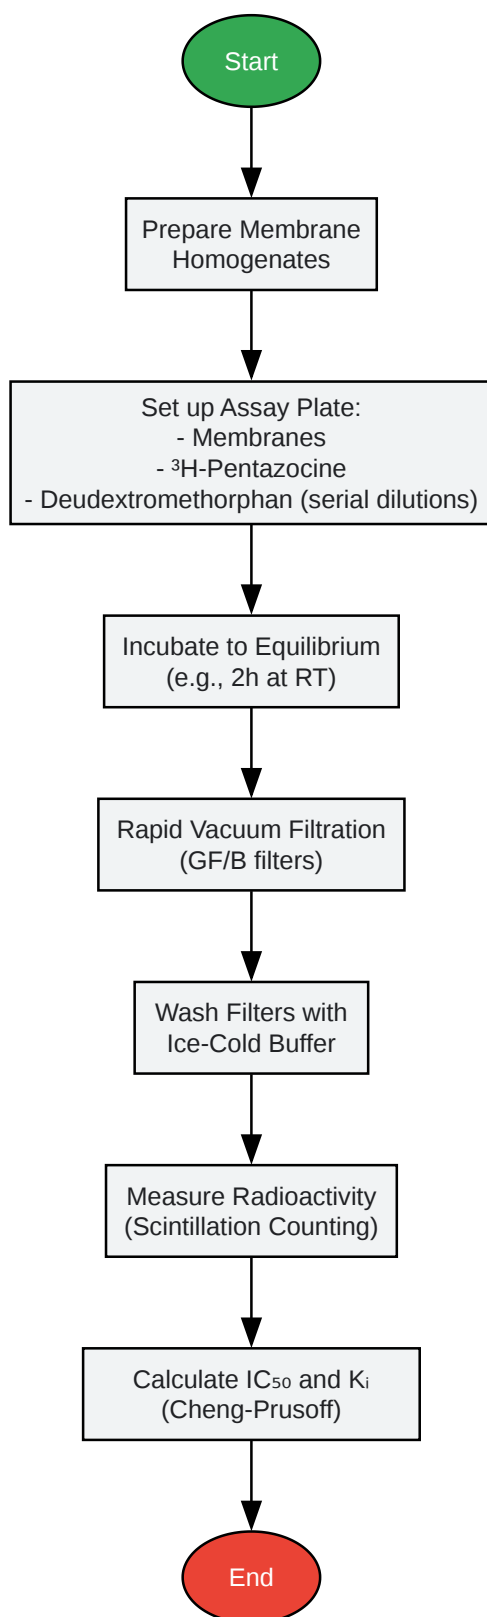 Start
Prepare Membrane
Homogenates
Set up Assay Plate:
- Membranes
- ³H-Pentazocine
- Deudextromethorphan (serial dilutions)
Incubate to Equilibrium
(e.g., 2h at RT)
Rapid Vacuum Filtration
(GF/B filters)
Wash Filters with
Ice-Cold Buffer
Measure Radioactivity
(Scintillation Counting)
Calculate IC₅₀ and Kᵢ
(Cheng-Prusoff)
End